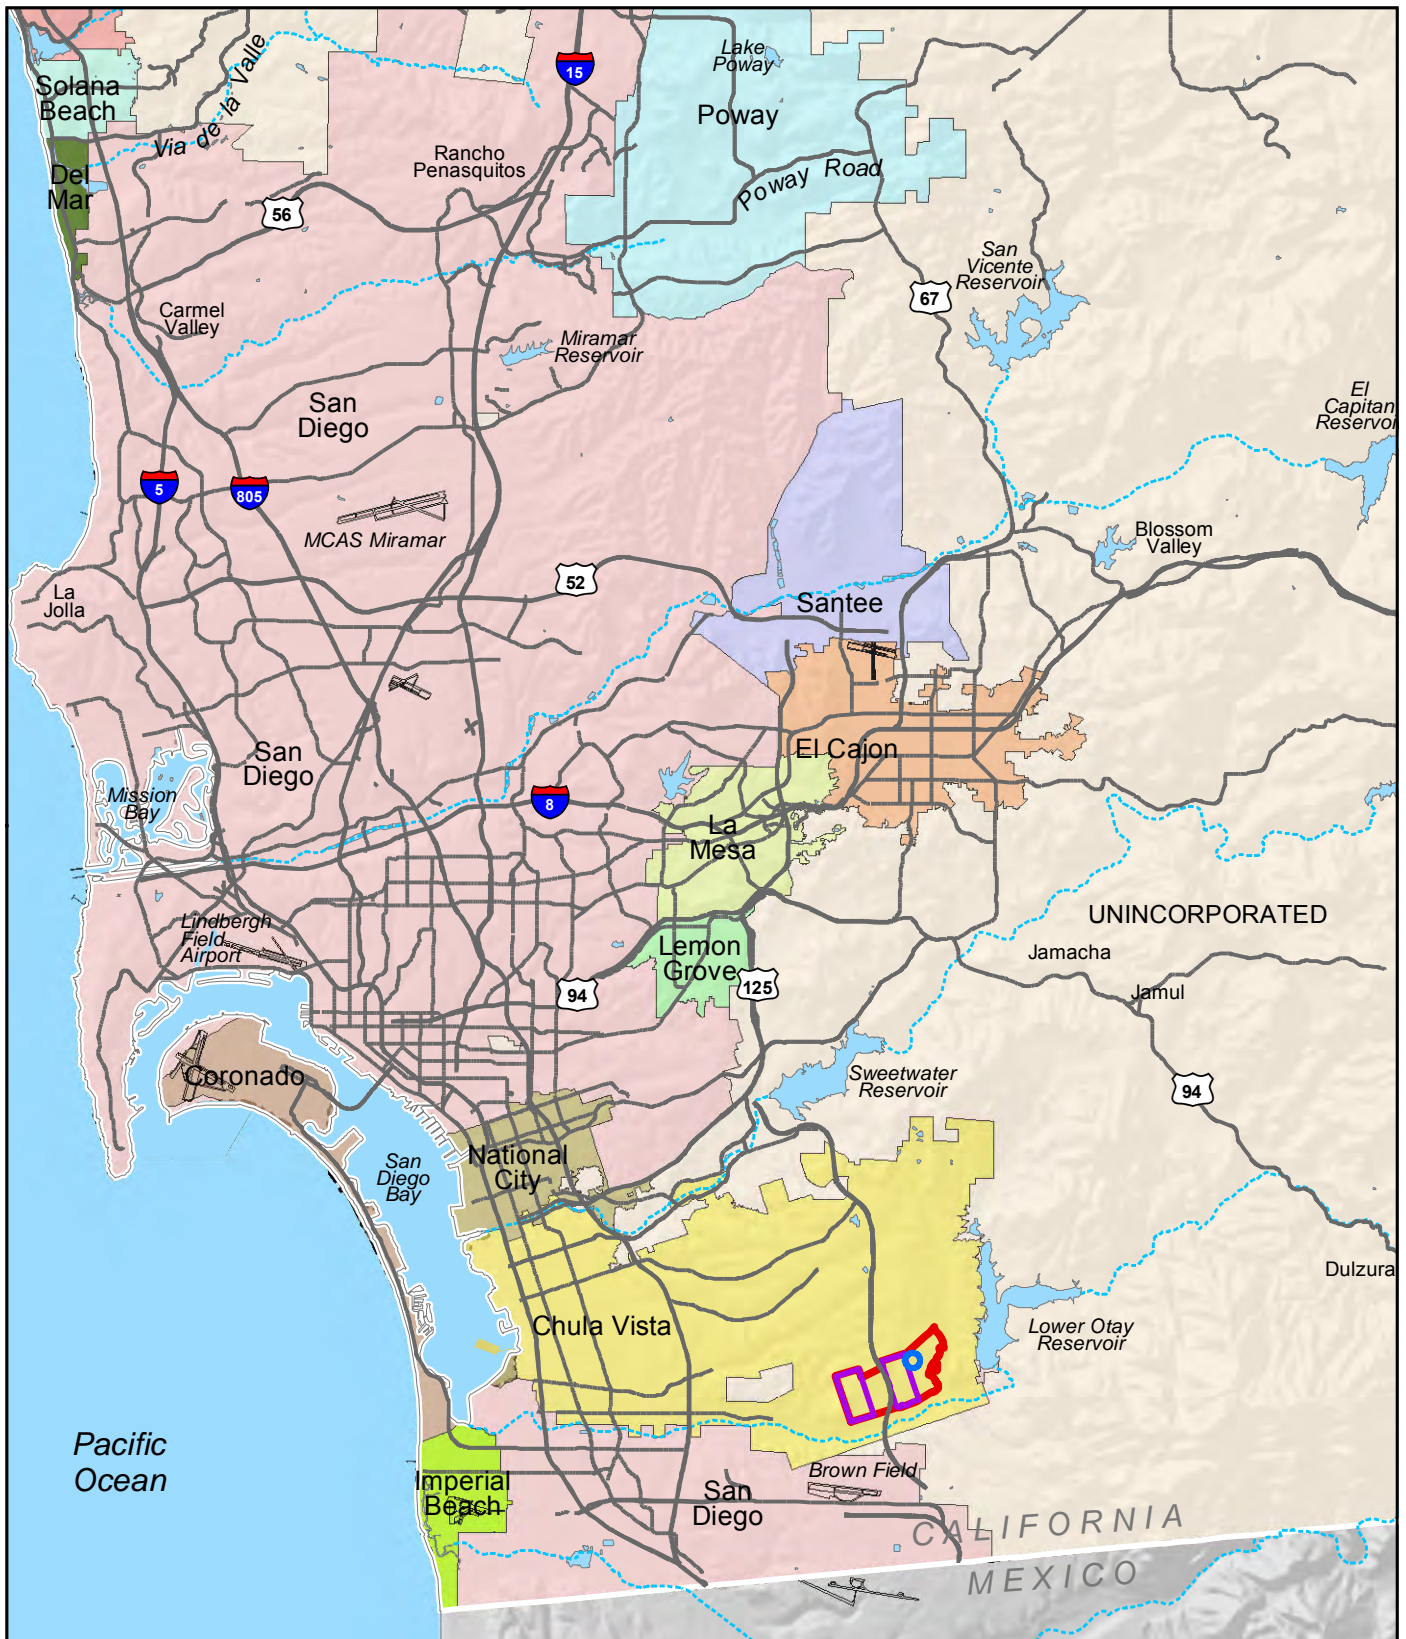 Solana
Beach
Via de la Valle
15
Lake
Poway
Poway
Del
Mar
Rancho
Penasquitos
Poway Road
56
San
Vicente
Reservoir
67
Carmel
Valley
Miramar
Reservoir
San
Diego
El
Capitan
Reservoi
5
805
MCAS Miramar
Blossom
Valley
52
La
Jolla
Santee
San
Diego
El Cajon
Mission
Bay
8
La
Mesa
UNINCORPORATED
Lindbergh
Field
Airport
Lemon
Grove
Jamacha
94
125
Jamul
Coronado
Sweetwater
Reservoir
94
National
City
San
Diego
Bay
Dulzura
Chula Vista
Lower Otay
Reservoir
Pacific
Ocean
Imperial
Beach
San
Diego
Brown Field
CALIFORNIA
MEXICO